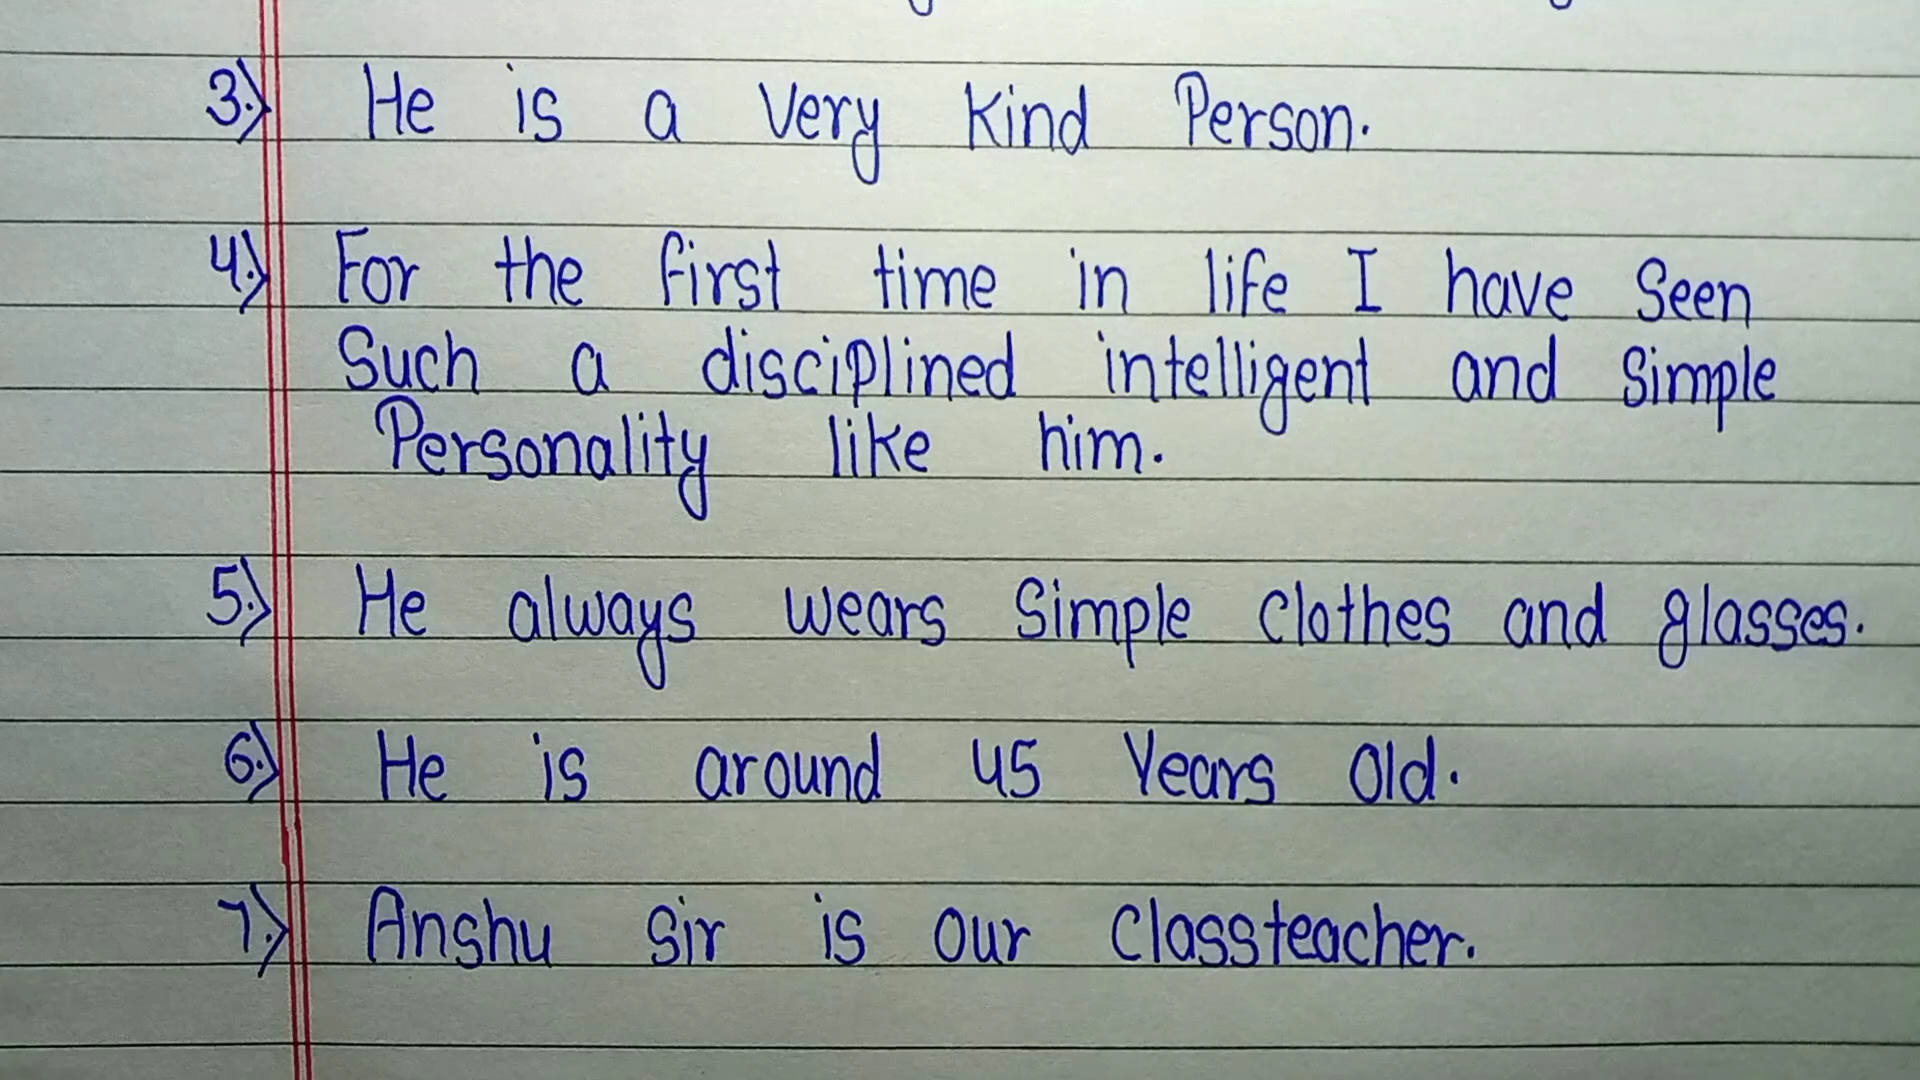 3.) He is a very kind Person.
4.) For the first time in life I have Seen
Such a disciplined intelligent and Simple
Personality like him.
5.) He always wears Simple clothes and glasses.
6.) He is around 45 Years old.
7.) Anshu Sir is our Classteacher.